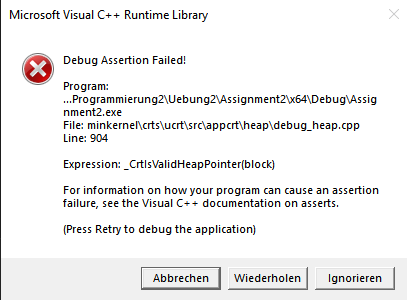 Microsoft Visual C++ Runtime Library
Debug Assertion Failed!
Program:
...Programmierung2\Uebung2\Assignment2\x64\Debug\Assig
nment2.exe
File: minkernel\crts\ucrt\src\appcrt\heap\debug_heap.cpp
Line: 904
Expression: _CrtIsValidHeapPointer(block)
For information on how your program can cause an assertion
failure, see the Visual C++ documentation on asserts.
(Press Retry to debug the application)
Abbrechen Wiederholen Ignorieren